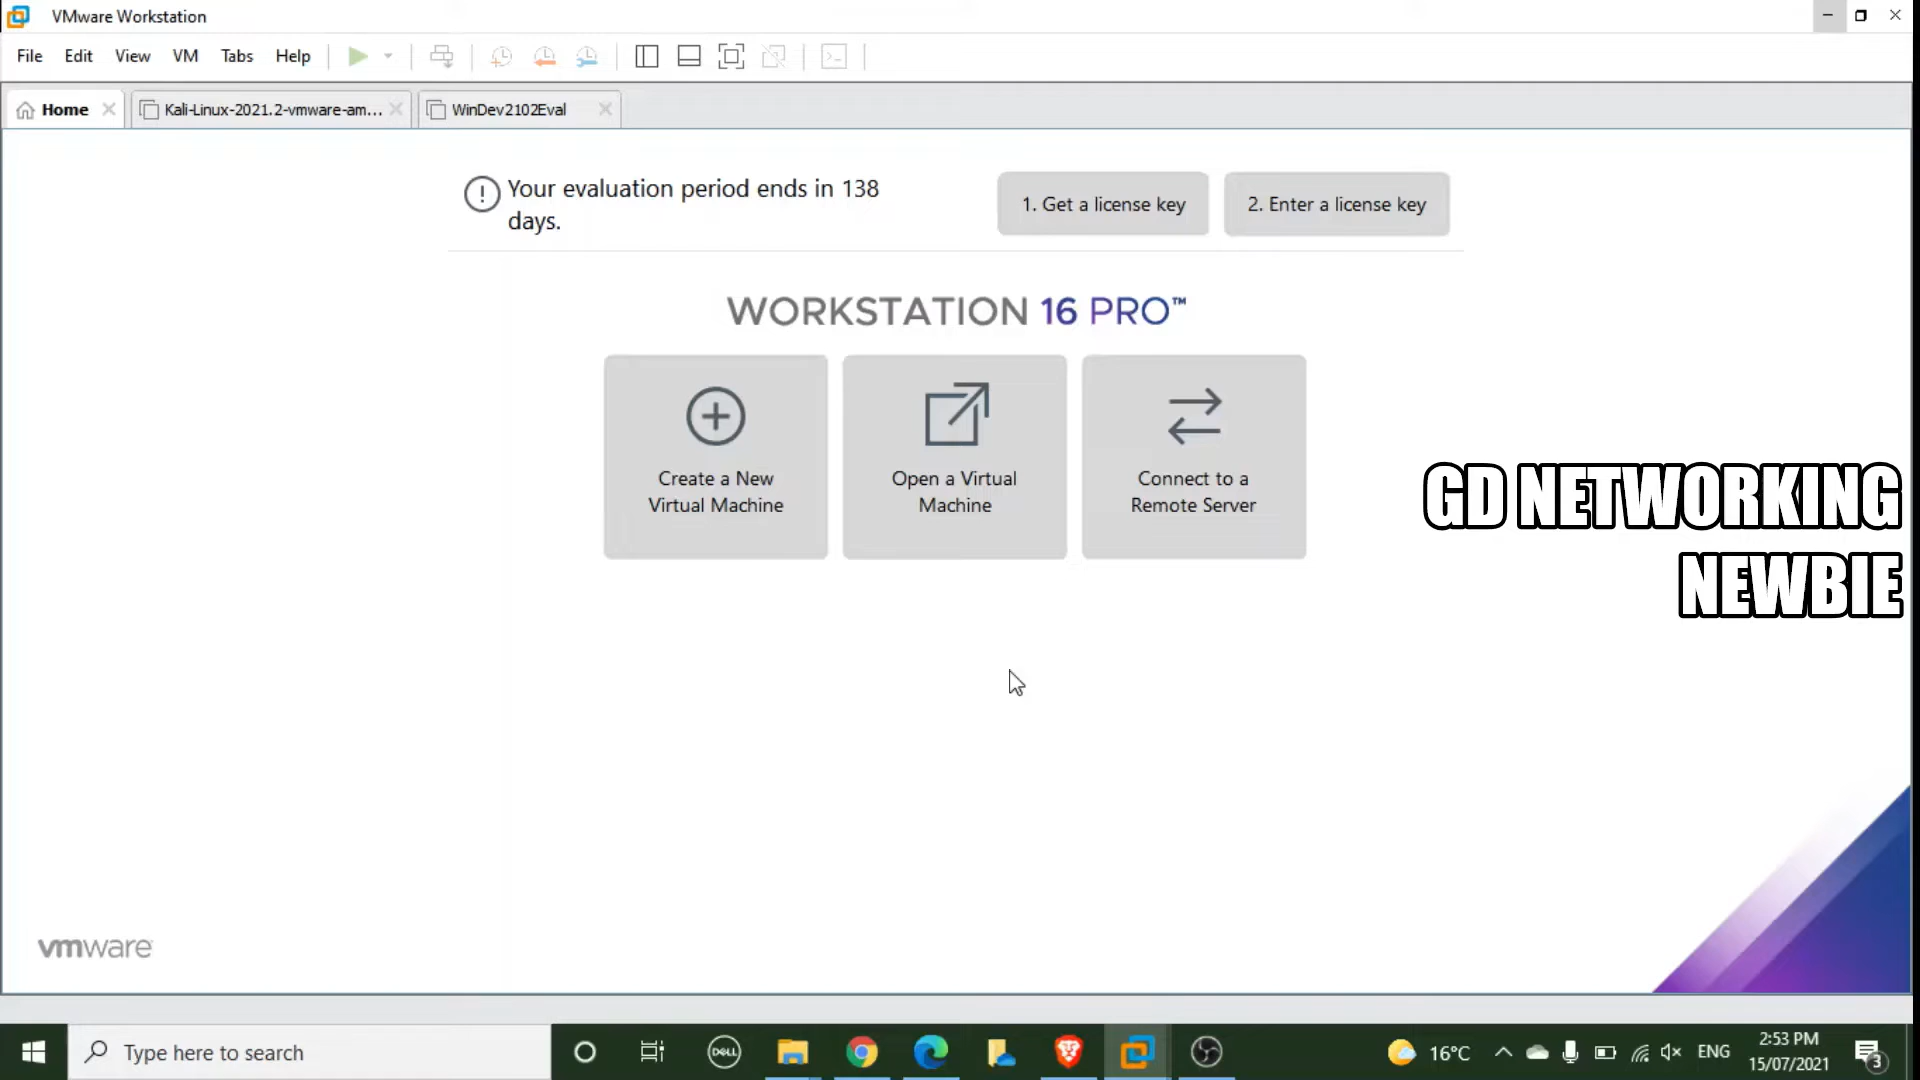 VMware Workstation
File Edit View VM Tabs Help
Home Kali-Linux-2021.2-vmware-am... WinDev2102Eval
Your evaluation period ends in 138
days.
1. Get a license key
2. Enter a license key
WORKSTATION 16 PRO™
Create a New
Virtual Machine
Open a Virtual
Machine
Connect to a
Remote Server
GD NETWORKING
NEWBIE
vmware
Type here to search
DELL
16°C
ENG
2:53 PM
15/07/2021
3